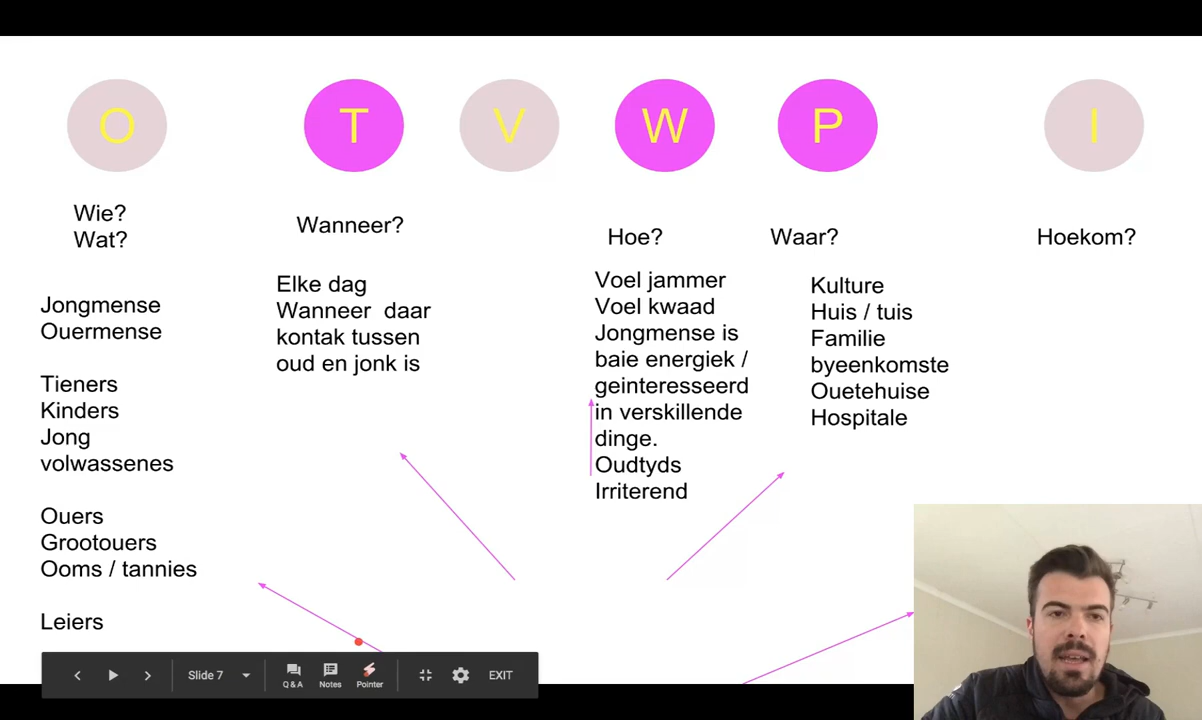 O
T
V
W
P
I
Wie?
Wat?
Jongmense
Ouermense
Tieners
Kinders
Jong
volwassenes
Ouers
Grootouers
Ooms / tannies
Leiers
Wanneer?
Elke dag
Wanneer daar
kontak tussen
oud en jonk is
Hoe?
Voel jammer
Voel kwaad
Jongmense is
baie energiek /
geinteresseerd
in verskillende
dinge.
Oudtyds
Irriterend
Waar?
Kulture
Huis / tuis
Familie
byeenkomste
Ouetehuise
Hospitale
Hoekom?
Slide 7
Q & A
Notes
Pointer
EXIT